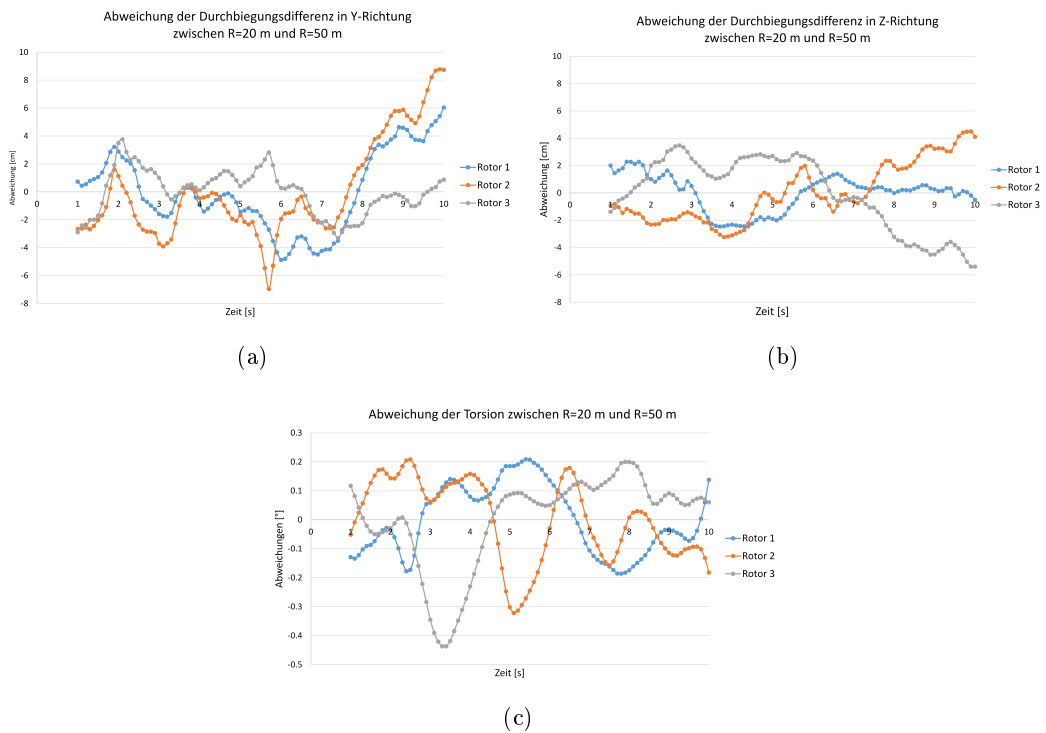 Abweichung der Durchbiegungsdifferenz in Y-Richtung
zwischen R=20 m und R=50 m
10
8
6
4
2
0
-2
-4
-6
-8
0 1 2 3 4 5 6 7 8 9 10
Abweichung [cm]
Zeit [s]
Rotor 1
Rotor 2
Rotor 3
(a)
Abweichung der Durchbiegungsdifferenz in Z-Richtung
zwischen R=20 m und R=50 m
10
8
6
4
2
0
-2
-4
-6
-8
0 1 2 3 4 5 6 7 8 9 10
Abweichung [cm]
Zeit [s]
Rotor 1
Rotor 2
Rotor 3
(b)
Abweichung der Torsion zwischen R=20 m und R=50 m
0.3
0.2
0.1
0
-0.1
-0.2
-0.3
-0.4
-0.5
0 1 2 3 4 5 6 7 8 9 10
Abweichungen [°]
Zeit [s]
Rotor 1
Rotor 2
Rotor 3
(c)